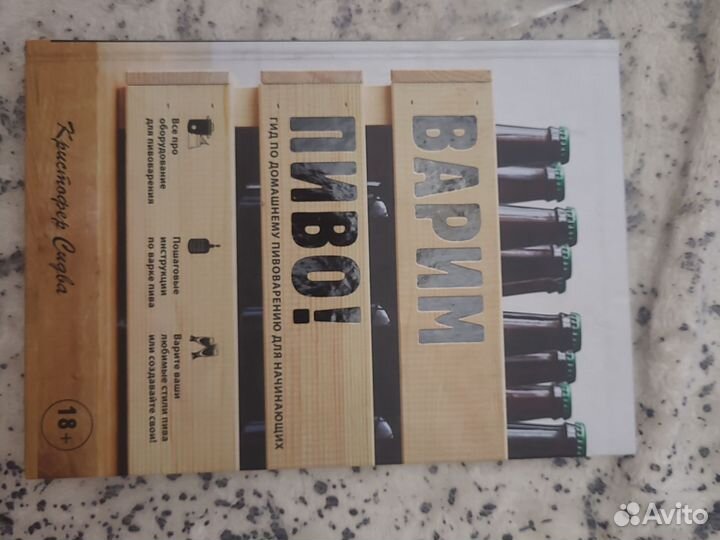 ВАРИМ
ПИВО!
ГИД ПО ДОМАШНЕМУ ПИВОВАРЕНИЮ ДЛЯ НАЧИНАЮЩИХ
Все про
оборудование
для пивоварения
Пошаговые
инструкции
по варке пива
Варите ваши
любимые стили пива
или создавайте свои!
Кристофер Сидва
18+
Avito